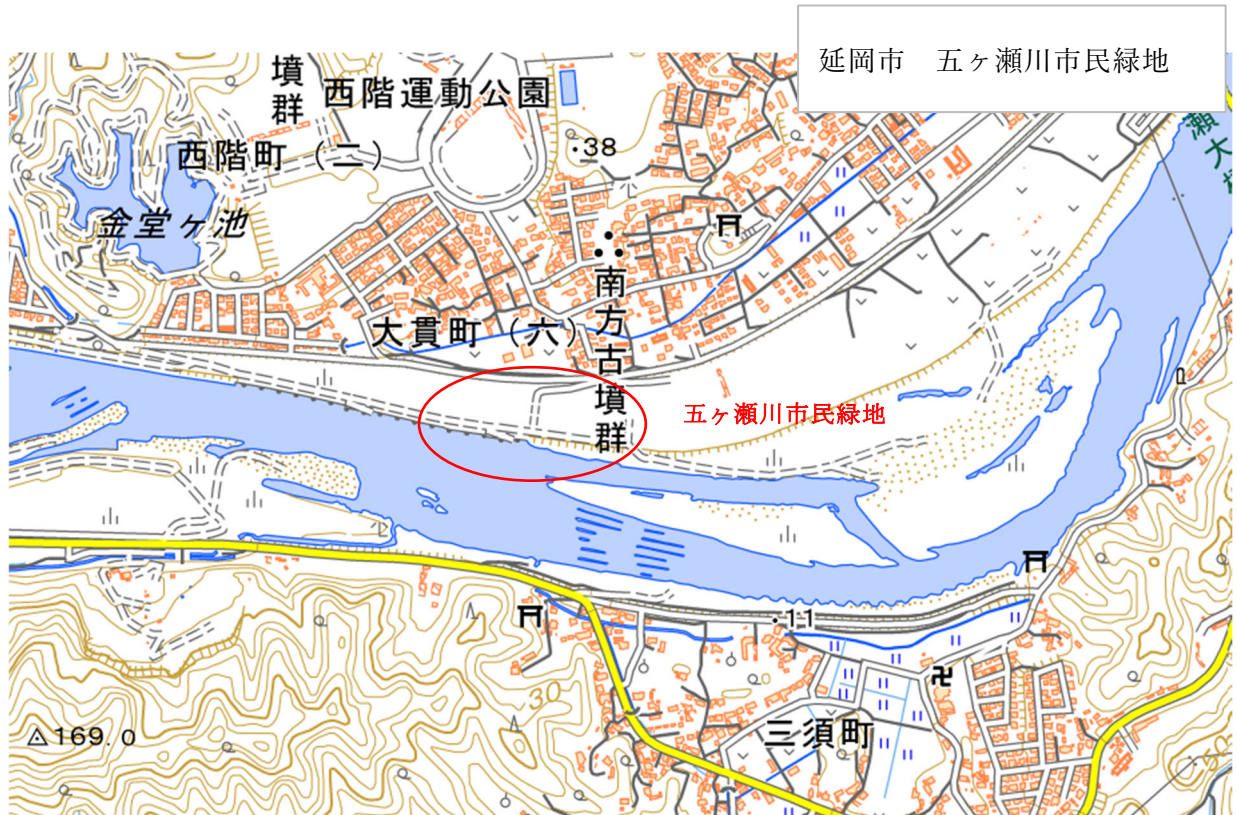 延岡市　五ヶ瀬川市民緑地
墳群
西階運動公園
・38
西階町（二）
瀬大
金堂ヶ池
南方古墳群
大貫町（六）
五ヶ瀬川市民緑地
・11
30
169.0
三須町